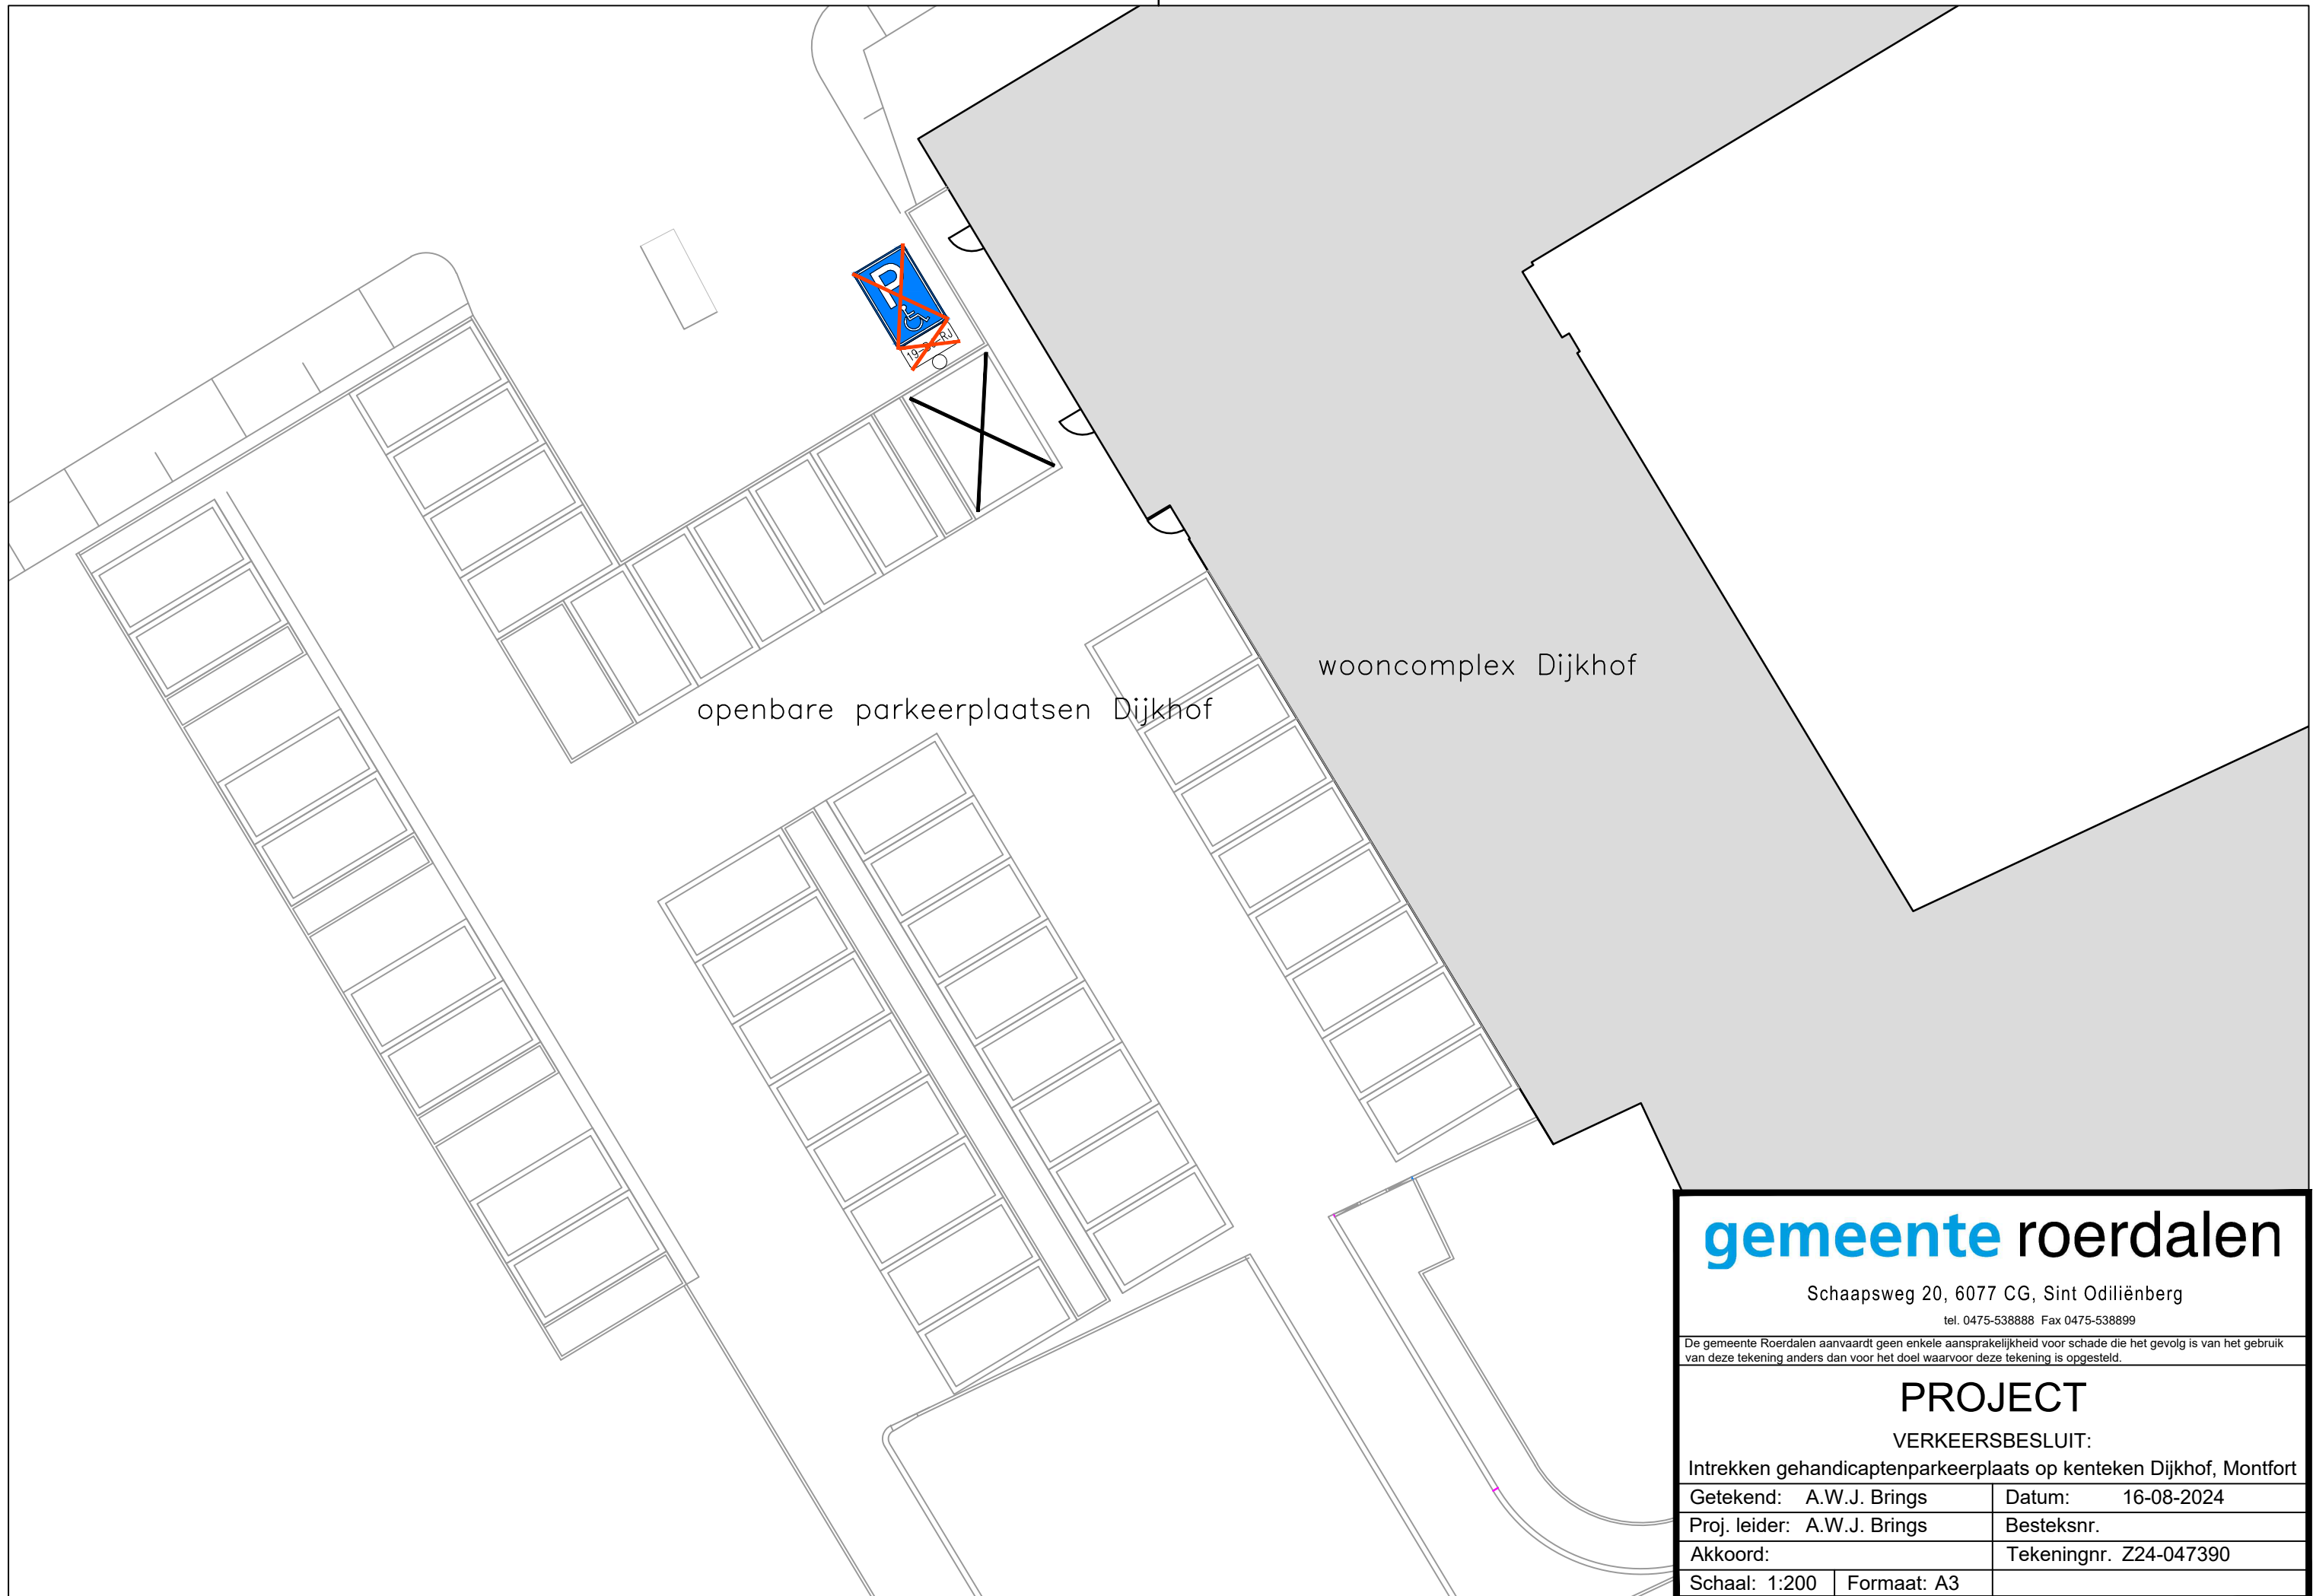 P
openbare parkeerplaatsen Dijkhof
wooncomplex Dijkhof
gemeente roerdalen
Schaapsweg 20, 6077 CG, Sint Odiliënberg
tel. 0475-538888 Fax 0475-538899
De gemeente Roerdalen aanvaardt geen enkele aansprakelijkheid voor schade die het gevolg is van het gebruik
van deze tekening anders dan voor het doel waarvoor deze tekening is opgesteld.
PROJECT
VERKEERSBESLUIT:
Intrekken gehandicaptenparkeerplaats op kenteken Dijkhof, Montfort
Getekend: A.W.J. Brings Datum: 16-08-2024
Proj. leider: A.W.J. Brings Besteksnr.
Akkoord: Tekeningnr. Z24-047390
Schaal: 1:200 Formaat: A3